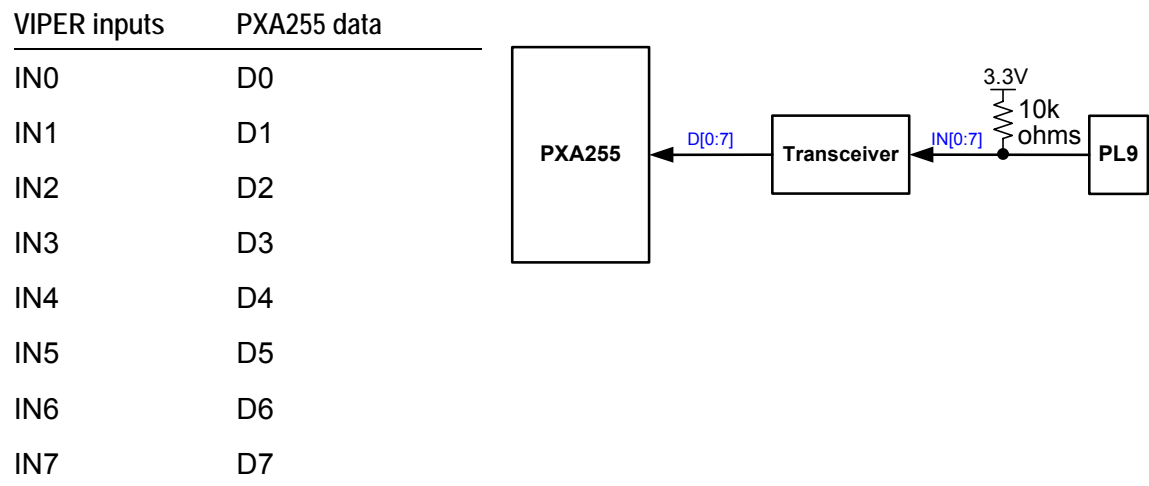 VIPER inputs PXA255 data
IN0 D0
IN1 D1
IN2 D2
IN3 D3
IN4 D4
IN5 D5
IN6 D6
IN7 D7
3.3V
10k
ohms
PXA255
D[0:7]
Transceiver
IN[0:7]
PL9